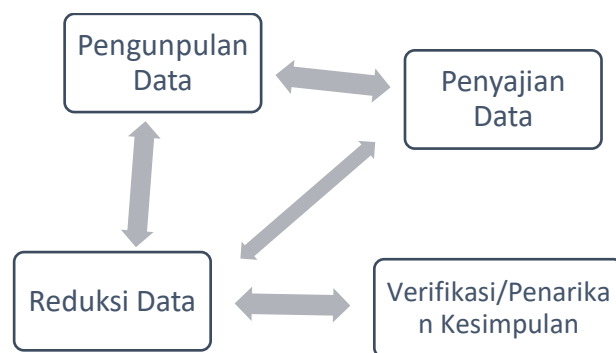 Pengunpulan
Data
Penyajian
Data
Reduksi Data
Verifikasi/Penarika
n Kesimpulan